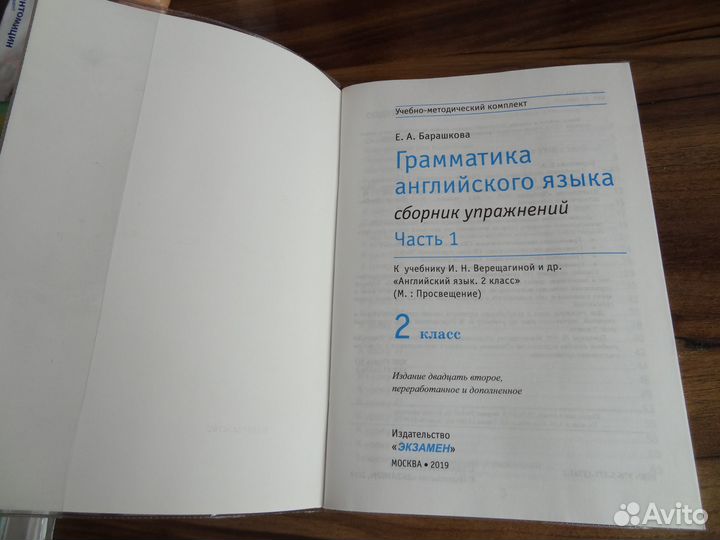 Учебно-методический комплект
Е. А. Барашкова
Грамматика
английского языка
сборник упражнений
Часть 1
К учебнику И. Н. Верещагиной и др.
«Английский язык. 2 класс»
(М. : Просвещение)
2 класс
Издание двадцать второе,
переработанное и дополненное
Издательство
«ЭКЗАМЕН»
МОСКВА • 2019
Avito